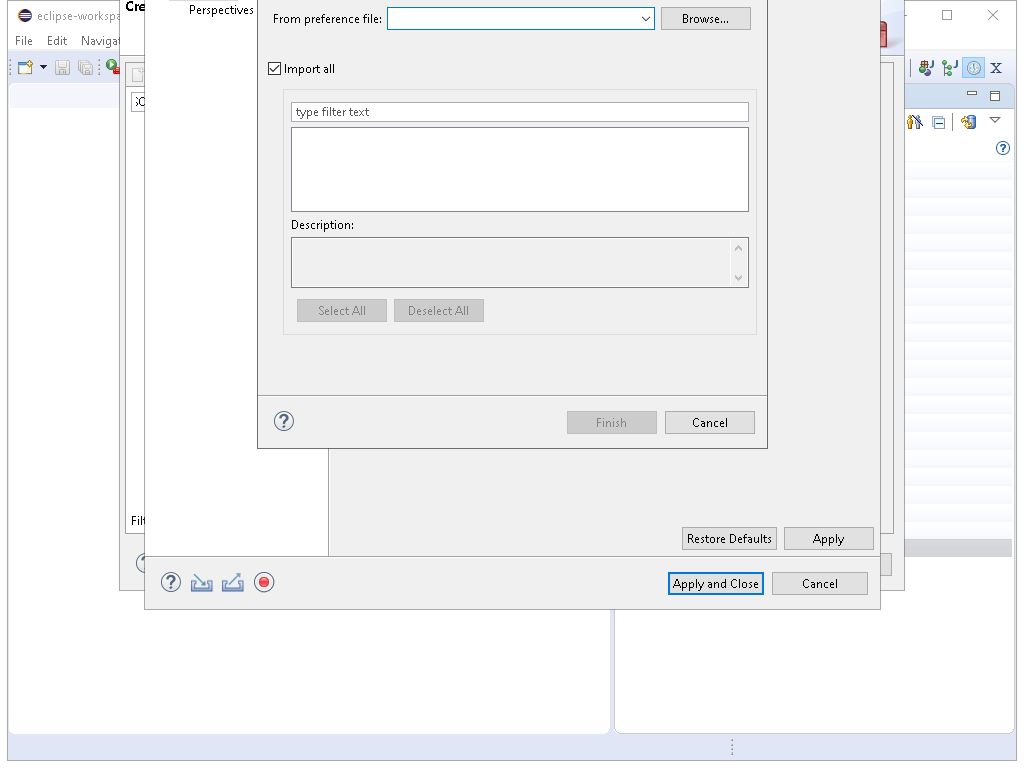 eclipse-workspa
Cre
Perspectives
From preference file:
Browse...
File Edit Navigat
Import all
type filter text
Description:
Select All
Deselect All
Finish
Cancel
Filt
Restore Defaults
Apply
Apply and Close
Cancel